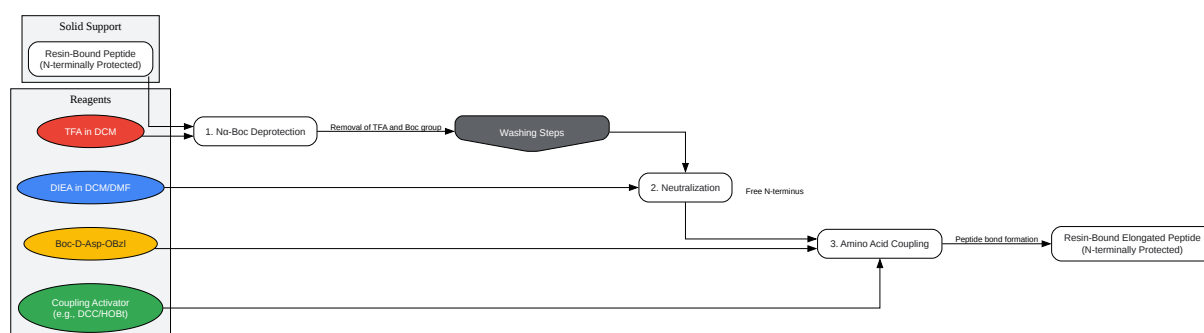 Solid Support
Resin-Bound Peptide
(N-terminally Protected)
Reagents
TFA in DCM
1. Nα-Boc Deprotection
Removal of TFA and Boc group
Washing Steps
DIEA in DCM/DMF
2. Neutralization
Free N-terminus
Boc-D-Asp-OBzl
3. Amino Acid Coupling
Peptide bond formation
Resin-Bound Elongated Peptide
(N-terminally Protected)
Coupling Activator
(e.g., DCC/HOBt)